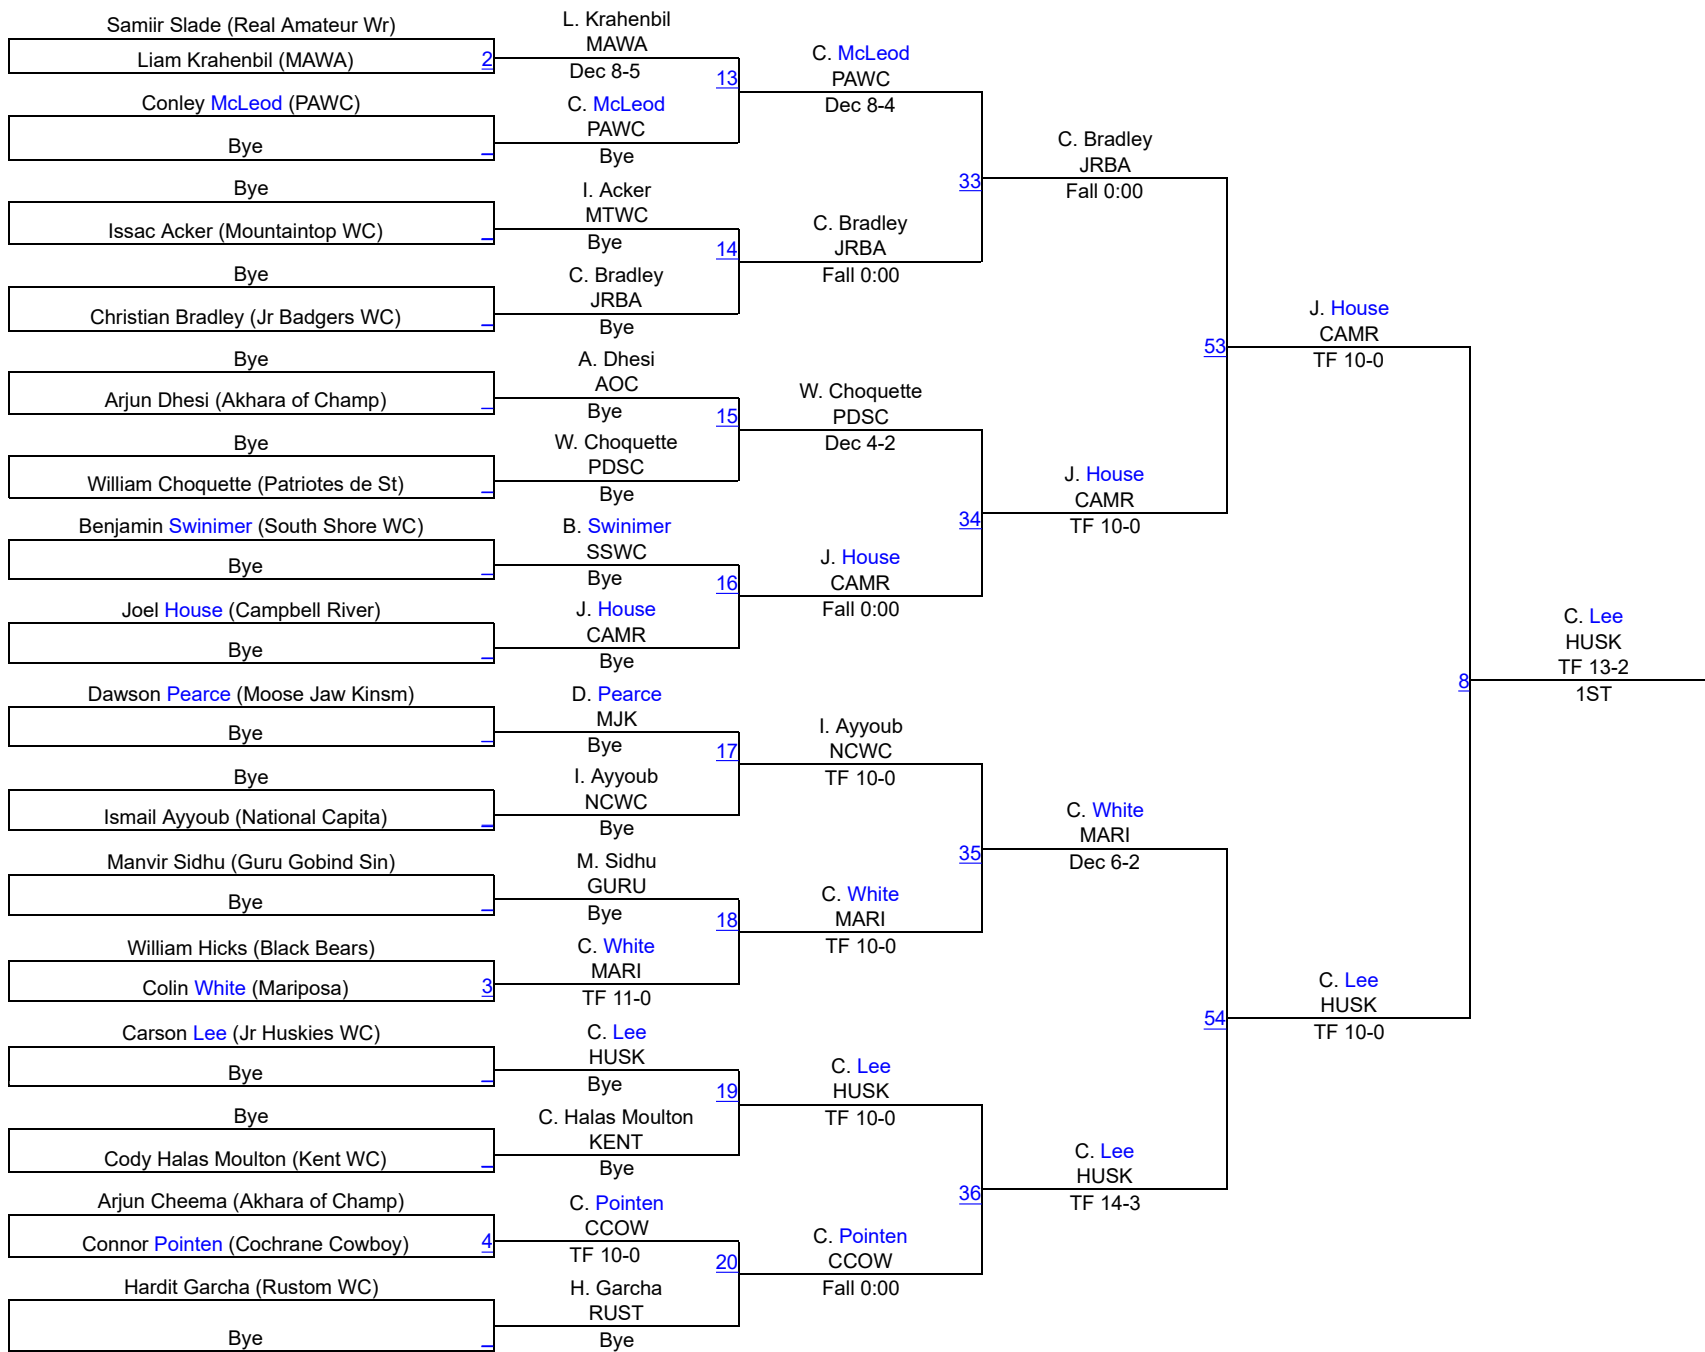 Samiir Slade (Real Amateur Wr)
Liam Krahenbil (MAWA)
2
Conley McLeod (PAWC)
Bye
Bye
Issac Acker (Mountaintop WC)
Bye
Christian Bradley (Jr Badgers WC)
Bye
Arjun Dhesi (Akhara of Champ)
Bye
William Choquette (Patriotes de St)
Benjamin Swinimer (South Shore WC)
Bye
Joel House (Campbell River)
Bye
Dawson Pearce (Moose Jaw Kinsm)
Bye
Bye
Ismail Ayyoub (National Capita)
Manvir Sidhu (Guru Gobind Sin)
Bye
William Hicks (Black Bears)
Colin White (Mariposa)
3
Carson Lee (Jr Huskies WC)
Bye
Bye
Cody Halas Moulton (Kent WC)
Arjun Cheema (Akhara of Champ)
Connor Pointen (Cochrane Cowboy)
4
Hardit Garcha (Rustom WC)
Bye
L. Krahenbil
MAWA
Dec 8-5
13
C. McLeod
PAWC
Bye
I. Acker
MTWC
Bye
14
C. Bradley
JRBA
Bye
A. Dhesi
AOC
Bye
15
W. Choquette
PDSC
Bye
B. Swinimer
SSWC
Bye
16
J. House
CAMR
Bye
D. Pearce
MJK
Bye
17
I. Ayyoub
NCWC
Bye
M. Sidhu
GURU
Bye
18
C. White
MARI
TF 11-0
C. Lee
HUSK
Bye
19
C. Halas Moulton
KENT
Bye
C. Pointen
CCOW
TF 10-0
20
H. Garcha
RUST
Bye
C. McLeod
PAWC
Dec 8-4
33
C. Bradley
JRBA
Fall 0:00
W. Choquette
PDSC
Dec 4-2
34
J. House
CAMR
Fall 0:00
I. Ayyoub
NCWC
TF 10-0
35
C. White
MARI
TF 10-0
C. Lee
HUSK
TF 10-0
36
C. Pointen
CCOW
Fall 0:00
C. Bradley
JRBA
Fall 0:00
53
J. House
CAMR
TF 10-0
C. White
MARI
Dec 6-2
54
C. Lee
HUSK
TF 14-3
J. House
CAMR
TF 10-0
8
C. Lee
HUSK
TF 10-0
C. Lee
HUSK
TF 13-2
1ST